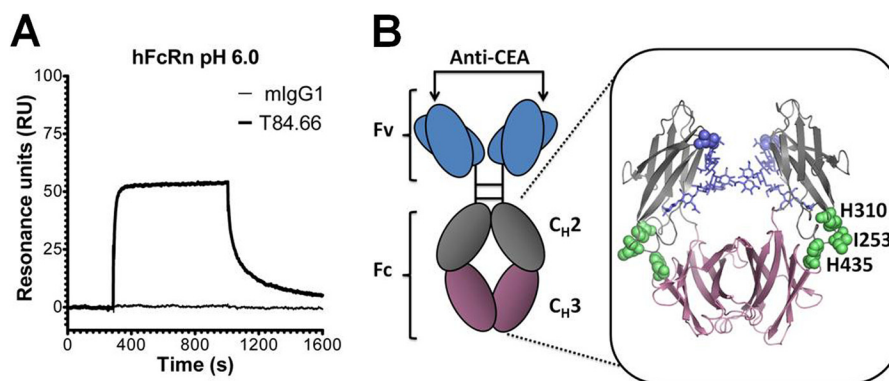 A
hFcRn pH 6.0
100
75
50
25
0
Resonance units (RU)
mIgG1
T84.66
0 400 800 1200 1600
Time (s)
B
Anti-CEA
Fv
Fc
CH2
CH3
H310
I253
H435